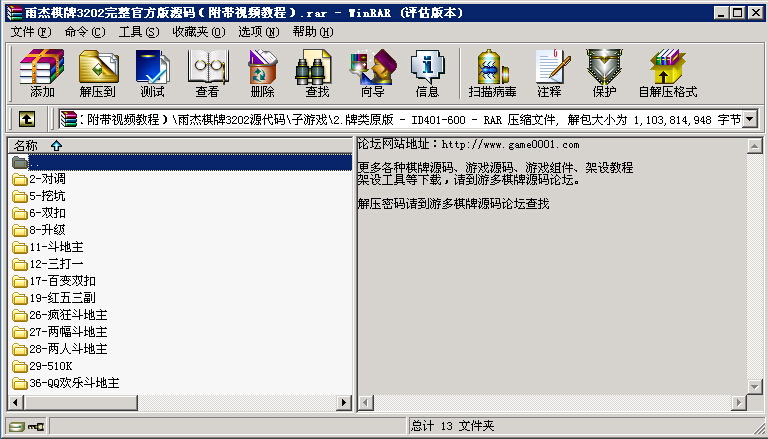 雨杰棋牌3202完整官方版源码(附带视频教程).rar - WinRAR (评估版本)
文件(F) 命令(C) 工具(S) 收藏夹(O) 选项(N) 帮助(H)
添加 解压到 测试 查看 删除 查找 向导 信息 扫描病毒 注释 保护 自解压格式
:附带视频教程)\雨杰棋牌3202源代码\子游戏\2.牌类原版 - ID401-600 - RAR 压缩文件, 解包大小为 1,103,814,948 字节
名称
..
2-对调
5-挖坑
6-双扣
8-升级
11-斗地主
12-三打一
17-百变双扣
19-红五三副
26-疯狂斗地主
27-两幅斗地主
28-两人斗地主
29-510K
36-QQ欢乐斗地主
论坛网站地址：http://www.game0001.com
更多各种棋牌源码、游戏源码、游戏组件、架设教程
架设工具等下载，请到游多棋牌源码论坛。
解压密码请到游多棋牌源码论坛查找
总计 13 文件夹